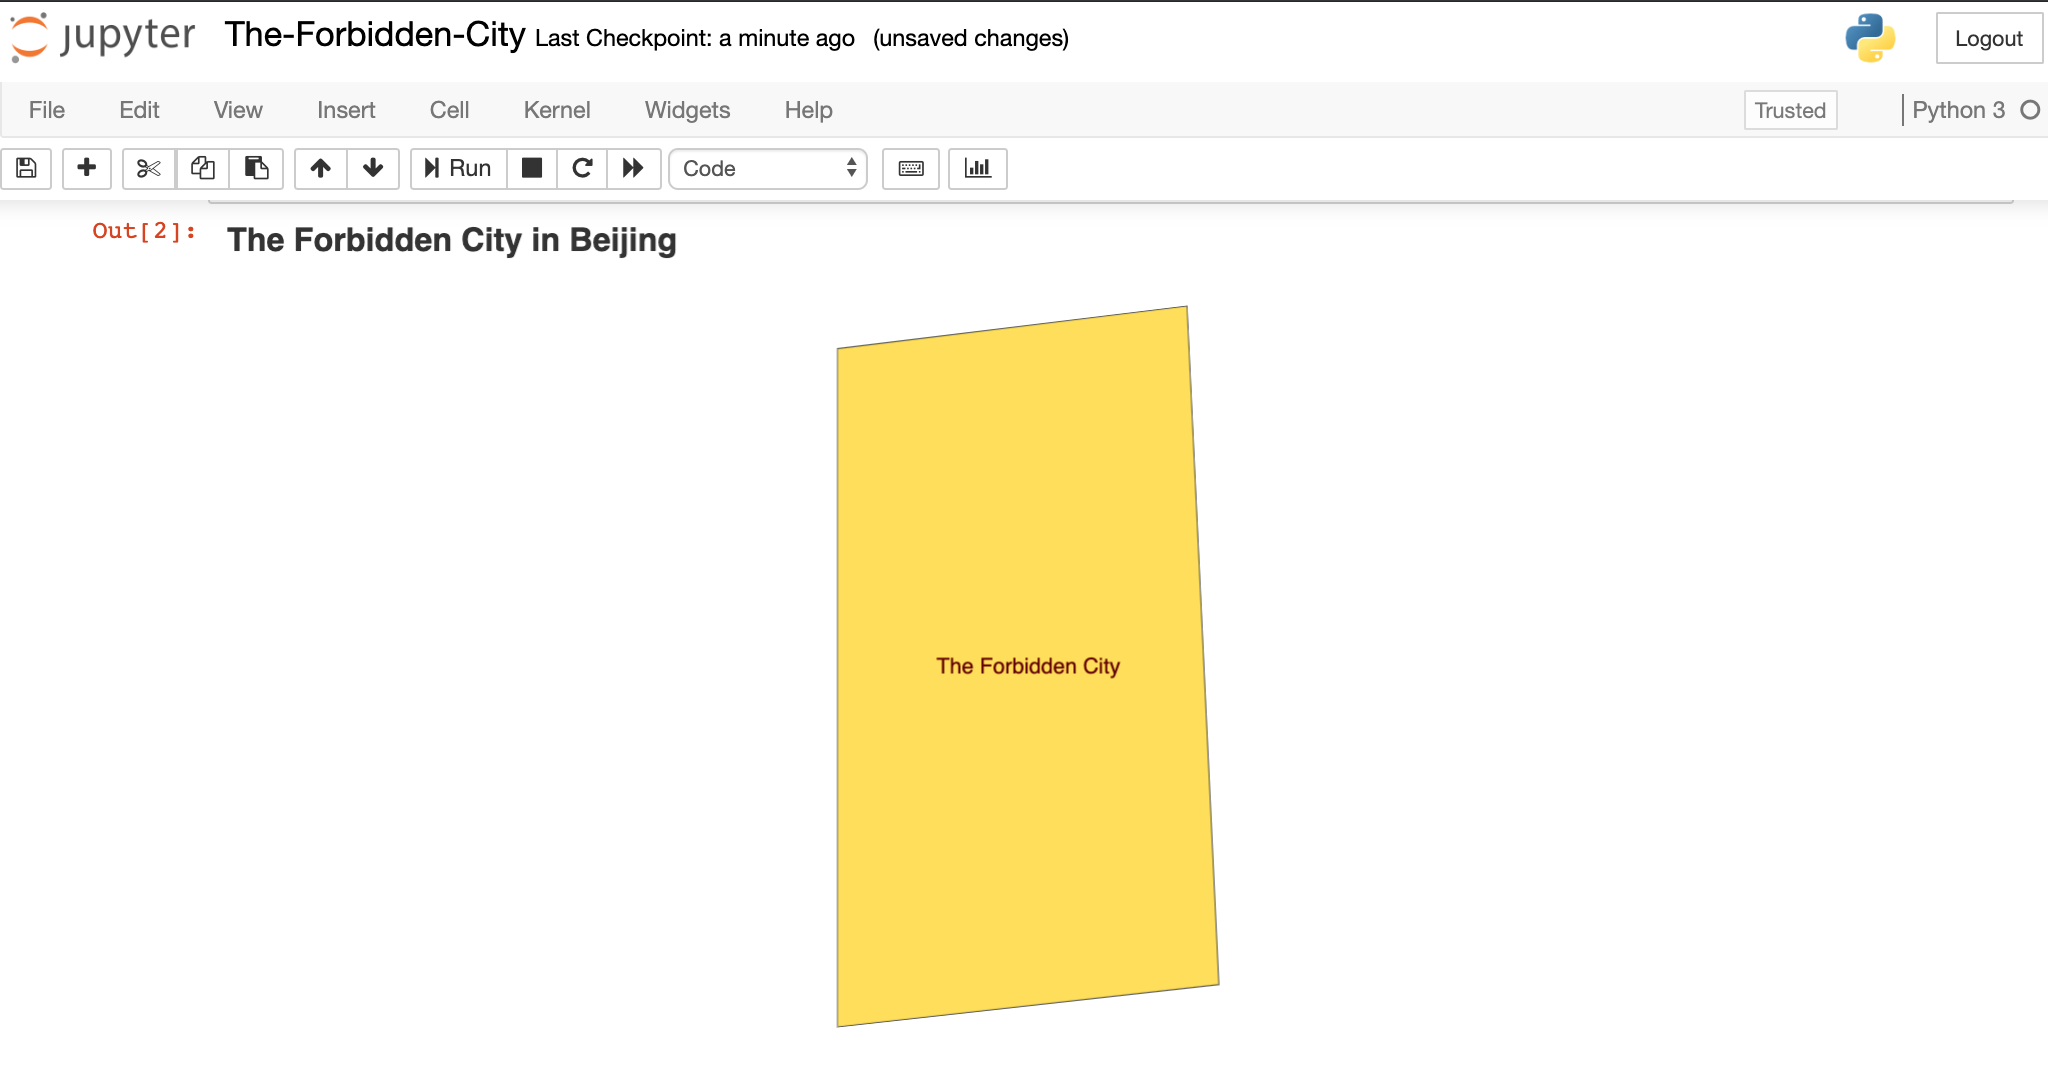 jupyter The-Forbidden-City Last Checkpoint: a minute ago (unsaved changes) Logout
File Edit View Insert Cell Kernel Widgets Help Trusted Python 3
Run Code
Out[2]: The Forbidden City in Beijing
The Forbidden City